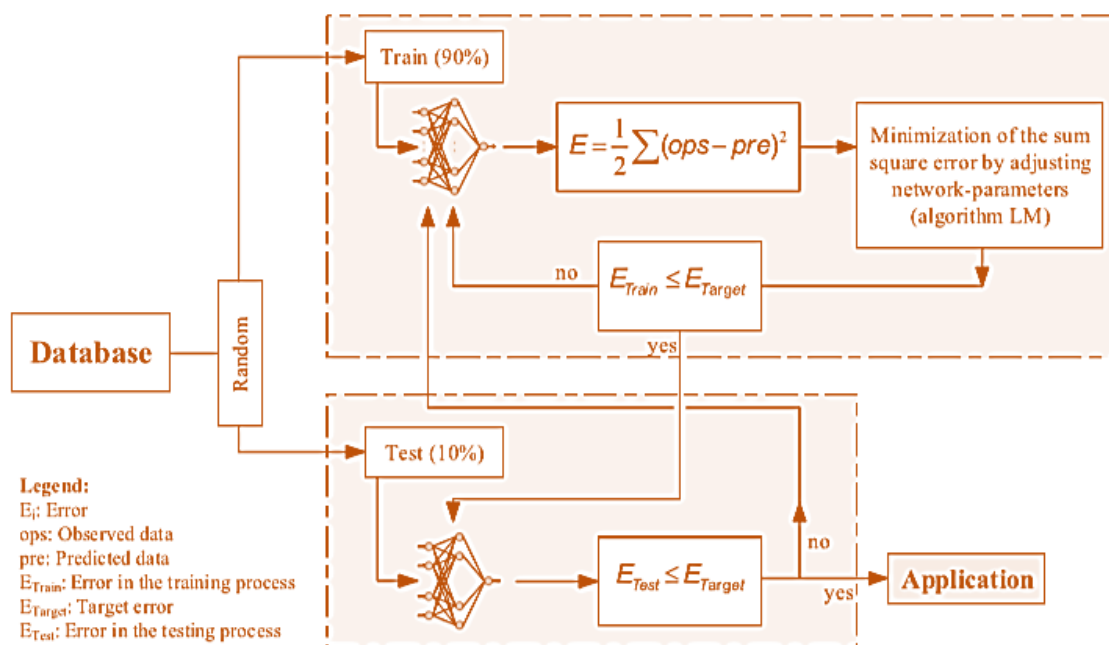 Train (90%)
E = 1/2 ∑(ops – pre)²
Minimization of the sum
square error by adjusting
network-parameters
(algorithm LM)
no
E_Train ≤ E_Target
yes
Database
Random
Test (10%)
E_Test ≤ E_Target
no
yes
Application
Legend:
E_i: Error
ops: Observed data
pre: Predicted data
E_Train: Error in the training process
E_Target: Target error
E_Test: Error in the testing process